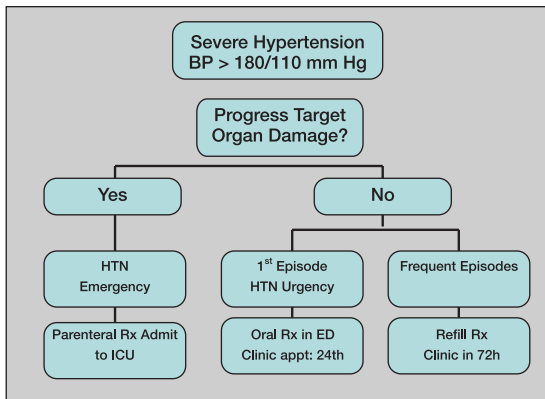 Severe Hypertension
BP > 180/110 mm Hg
Progress Target
Organ Damage?
Yes
No
HTN
Emergency
1st Episode
HTN Urgency
Frequent Episodes
Parenteral Rx Admit
to ICU
Oral Rx in ED
Clinic appt: 24th
Refill Rx
Clinic in 72h